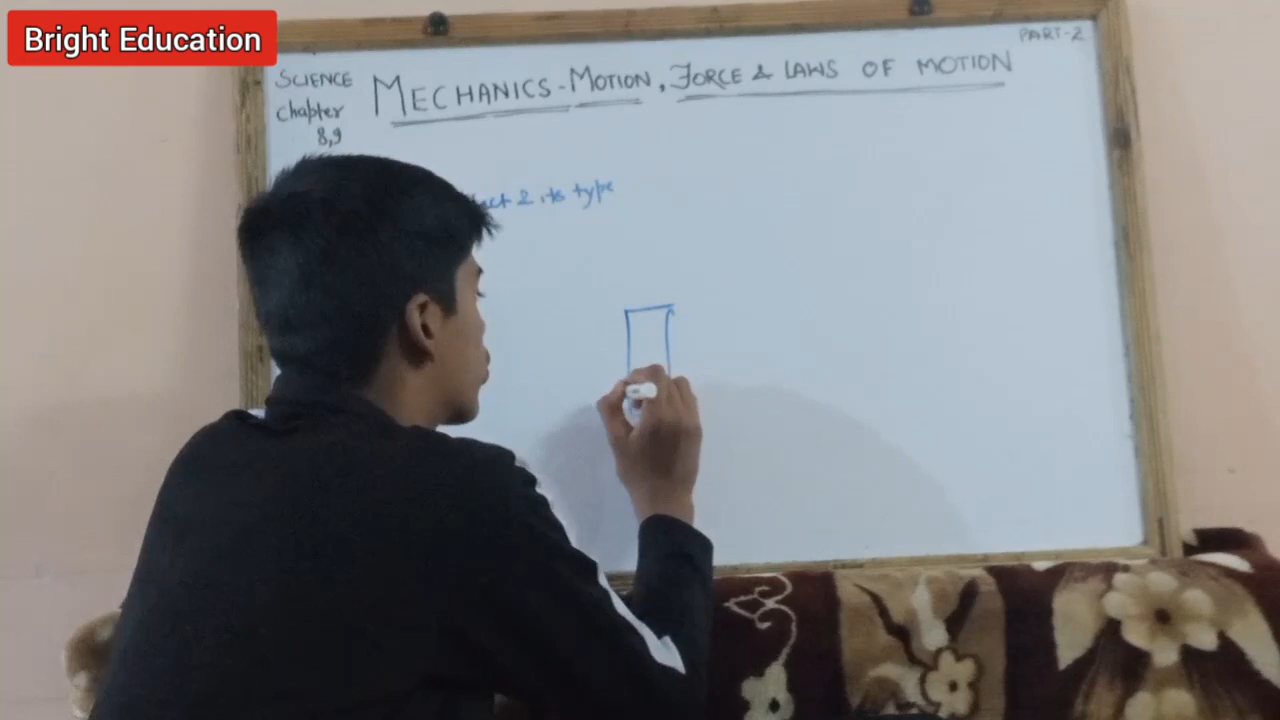 Bright Education
PART-2
SCIENCE
Chapter
8,9
MECHANICS-MOTION, FORCE & LAWS OF MOTION
its type